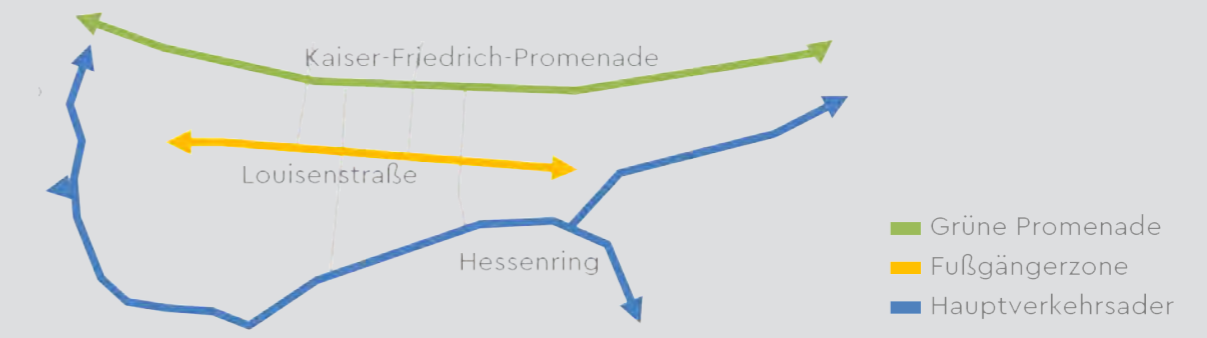 Kaiser-Friedrich-Promenade
Louisenstraße
Hessenring
Grüne Promenade
Fußgängerzone
Hauptverkehrsader